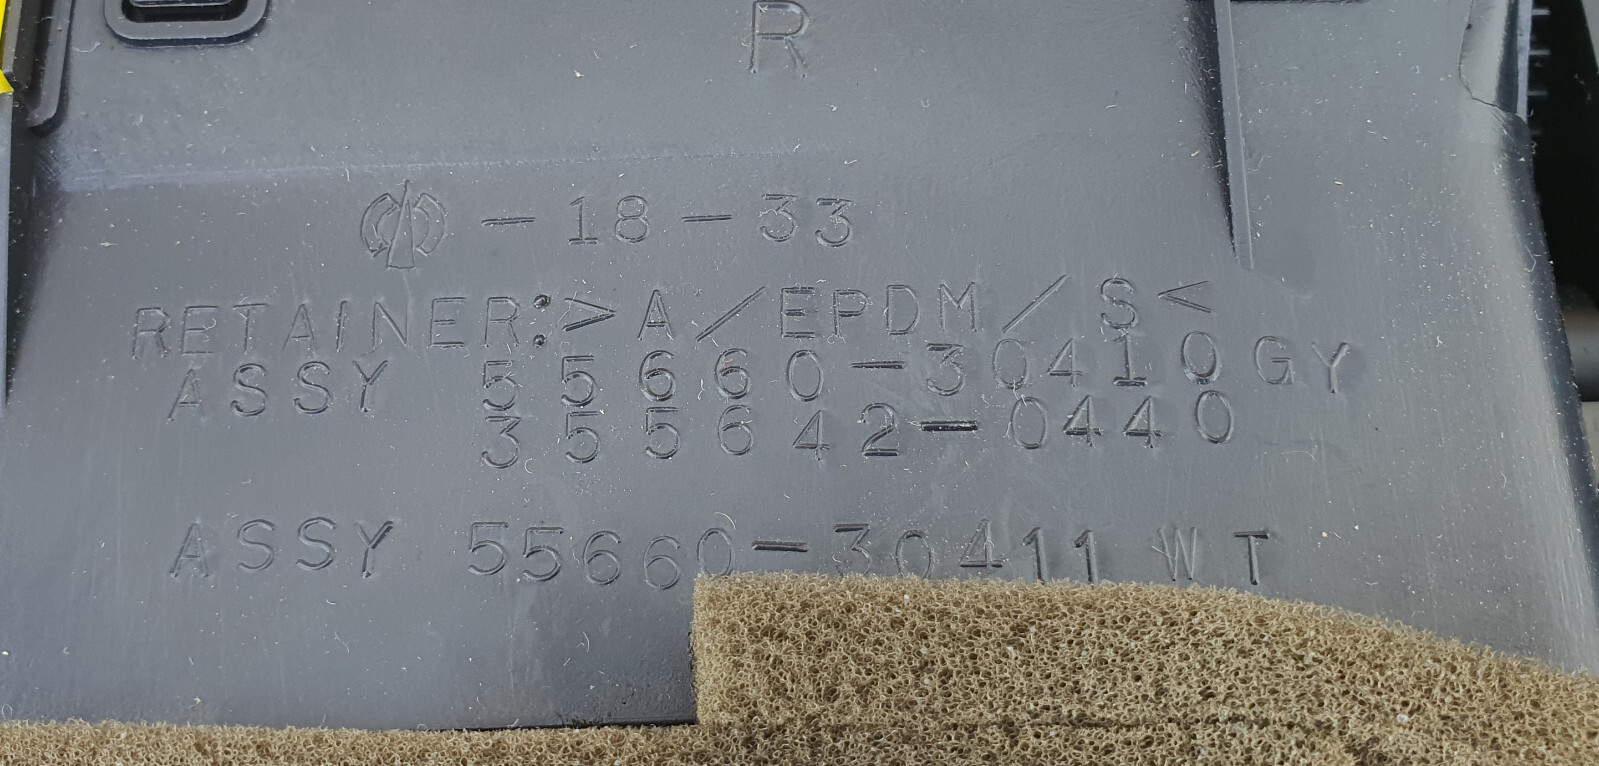 R
-18-33
RETAINER:>A/EPDM/S<
ASSY 55660-30410GY
355642-0440
ASSY 55660-30411WT